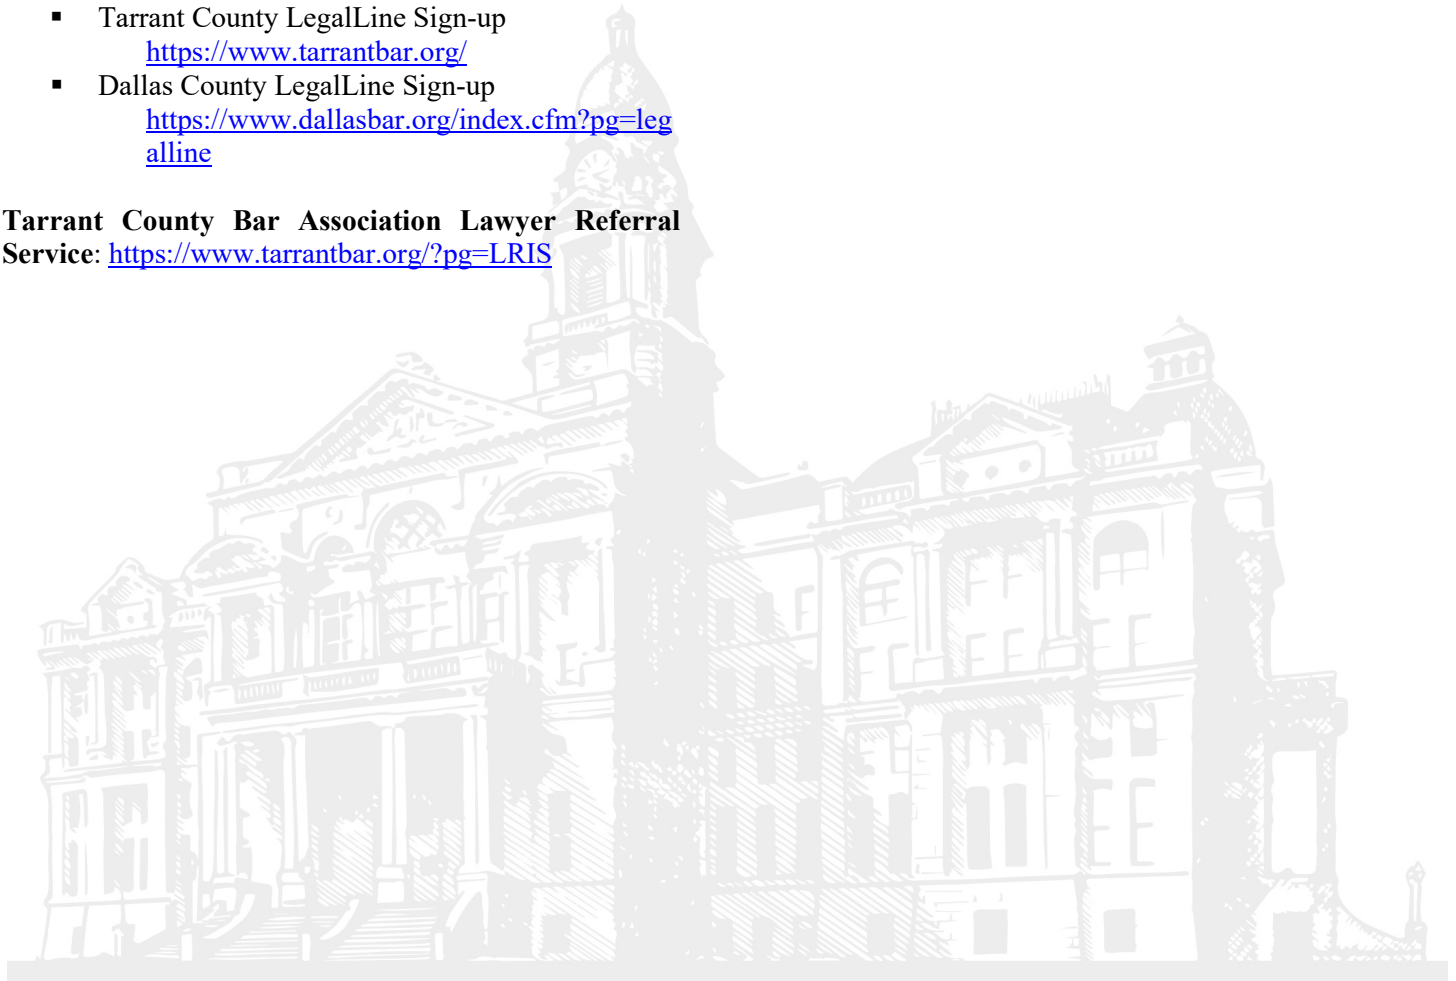 ▪ Tarrant County LegalLine Sign-up
https://www.tarrantbar.org/
▪ Dallas County LegalLine Sign-up
https://www.dallasbar.org/index.cfm?pg=leg
alline
Tarrant County Bar Association Lawyer Referral
Service: https://www.tarrantbar.org/?pg=LRIS